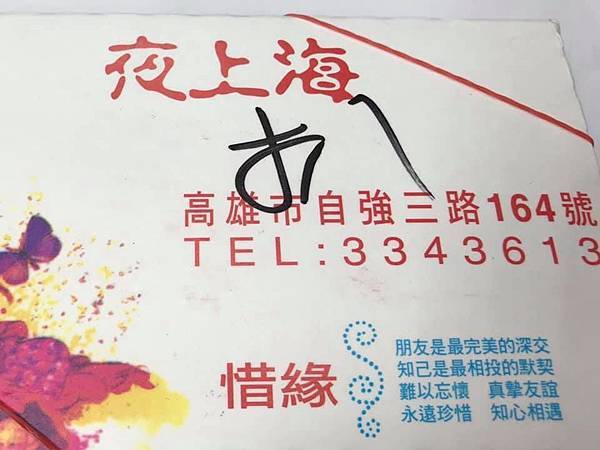 夜上海
高雄市自強三路164號
TEL:3343613
惜緣
朋友是最完美的深交
知己是最相投的默契
難以忘懷 真摯友誼
永遠珍惜 知心相遇